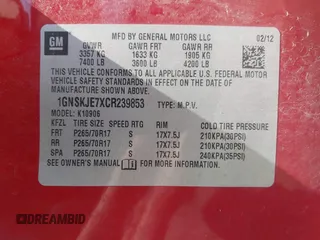 GM
MFD BY GENERAL MOTORS LLC 02/12
GVWR GAWR FRT GAWR RR
3357 KG 1633 KG 1905 KG
7400 LB 3600 LB 4200 LB
THIS VEHICLE CONFORMS TO ALL APPLICABLE
U.S. FEDERAL MOTOR VEHICLE SAFETY AND
THEFT PREVENTION STANDARDS IN EFFECT ON
THE DATE OF MANUFACTURE SHOWN ABOVE.
1GNSKJE7XCR239853 TYPE: M.P.V.
MODEL: K10906
KFZL TIRE SIZE SPEED RTG RIM COLD TIRE PRESSURE
FRT P265/70R17 S 17X7.5J 210KPA(30PSI)
RR P265/70R17 S 17X7.5J 210KPA(30PSI)
SPA P265/70R17 S 17X7.5J 240KPA(35PSI)
SEE OWNER'S MANUAL FOR MORE INFORMATION.
DREAMBID